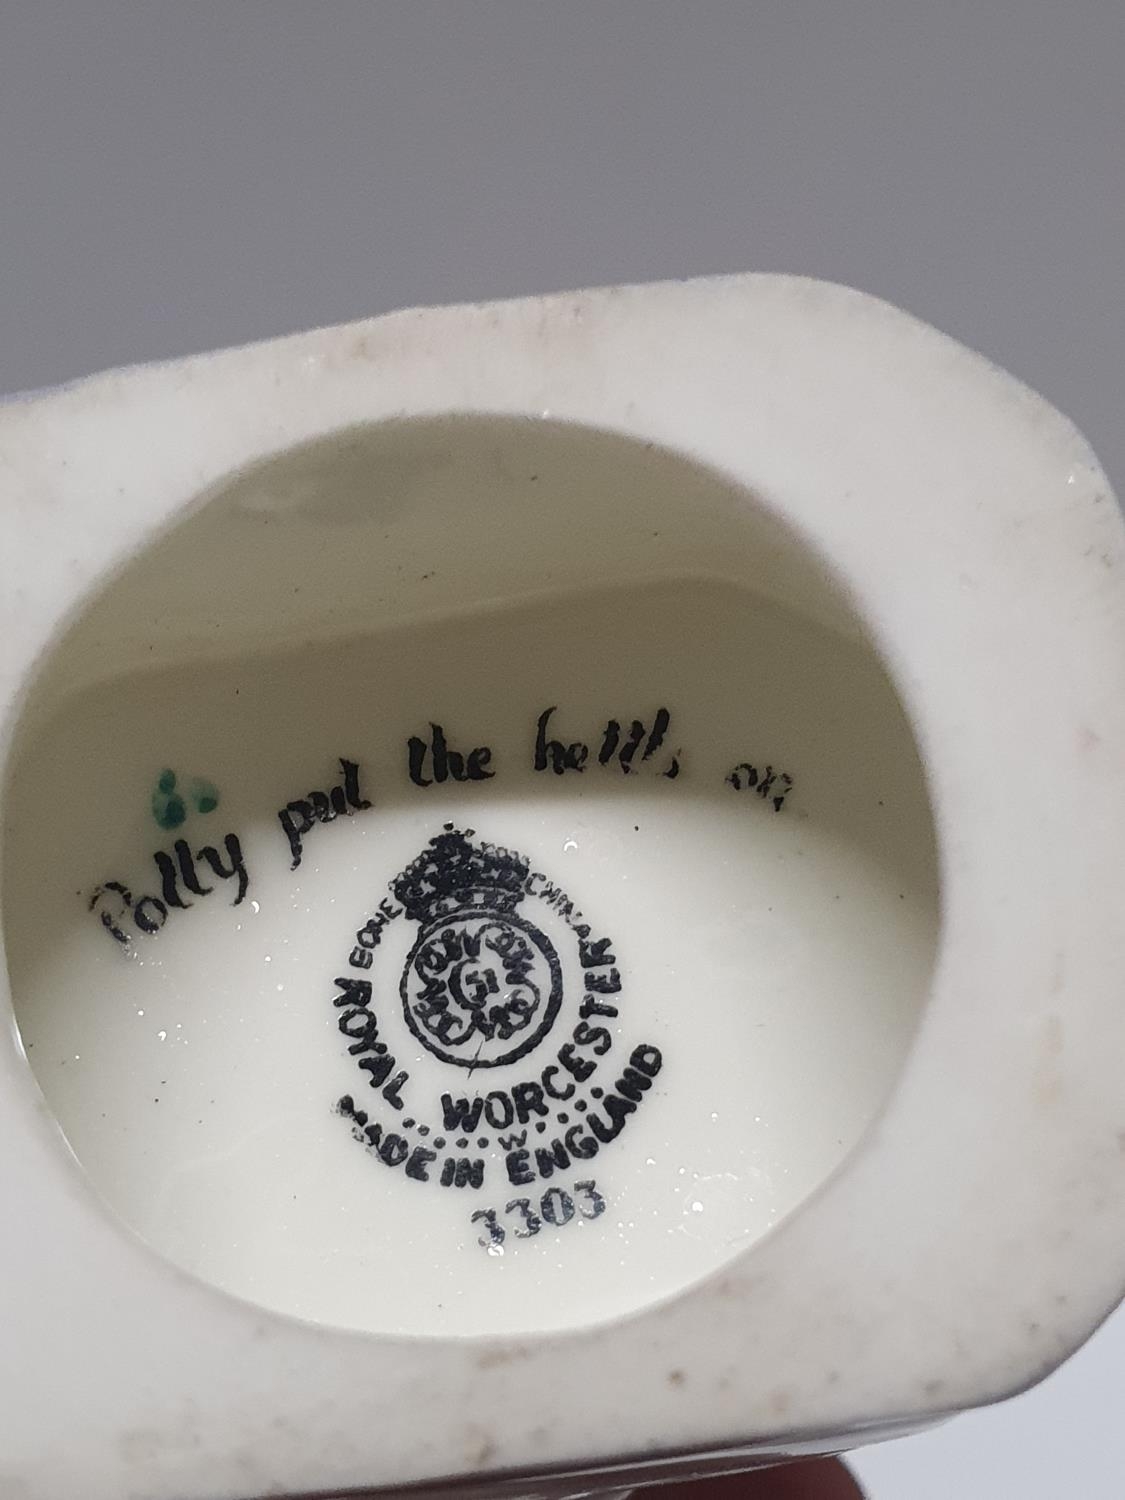 Polly put the kettle on.
BONE CHINA
ROYAL WORCESTER
W
MADE IN ENGLAND
3303